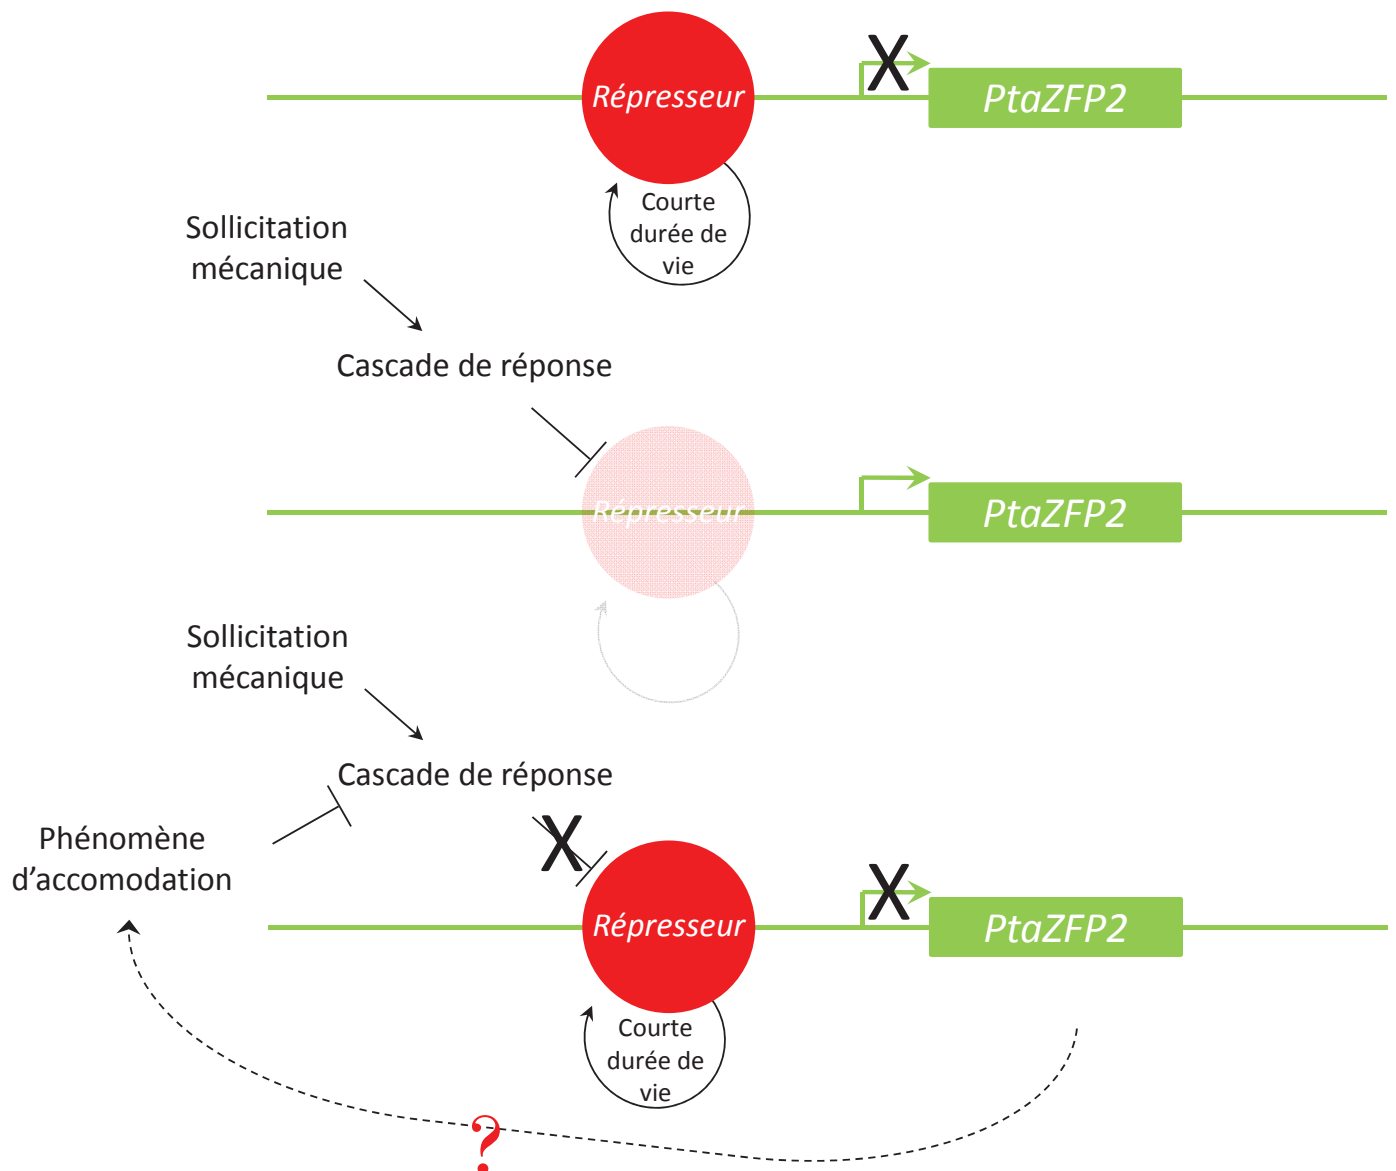 Répresseur
X
PtaZFP2
Courte
durée de
vie
Sollicitation
mécanique
Cascade de réponse
Répresseur
PtaZFP2
Sollicitation
mécanique
Cascade de réponse
Phénomène
d'accomodation
X
Répresseur
X
PtaZFP2
Courte
durée de
vie
?